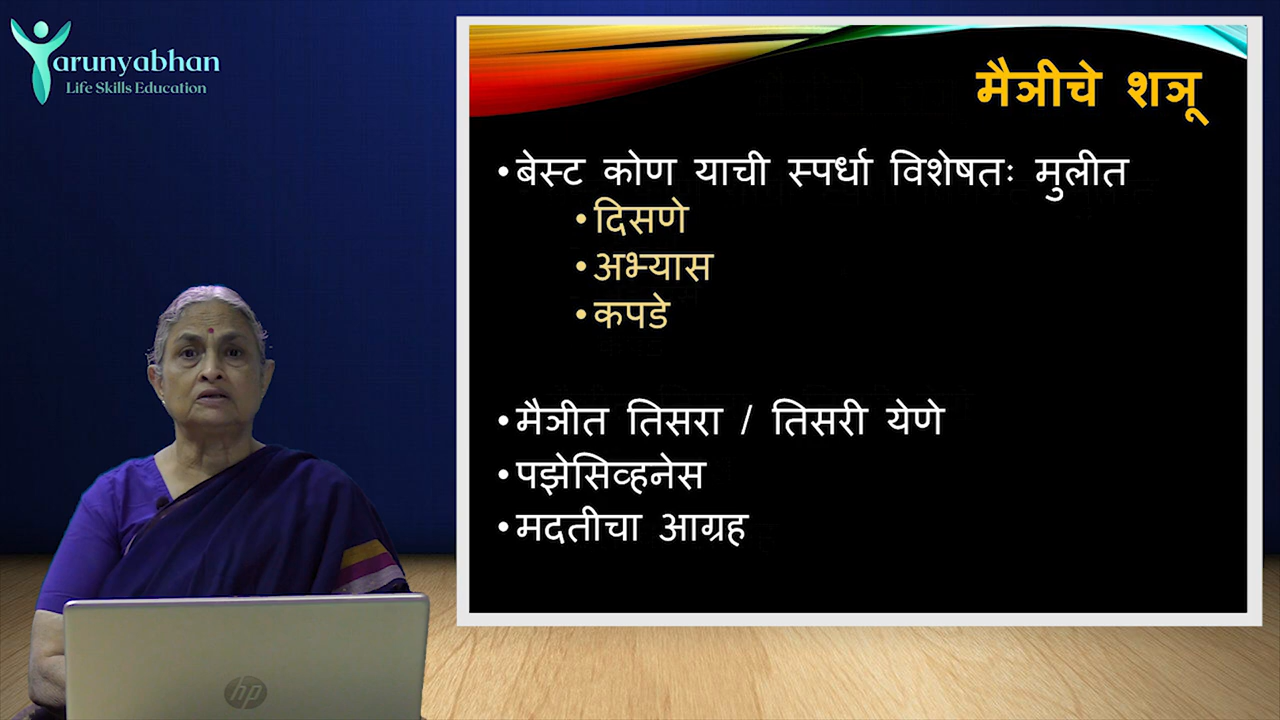 Tarunyabhan
Life Skills Education
मैत्रीचे शत्रू
•बेस्ट कोण याची स्पर्धा विशेषतः मुलीत
•दिसणे
•अभ्यास
•कपडे
•मैत्रीत तिसरा / तिसरी येणे
•पझेसिव्हनेस
•मदतीचा आग्रह
hp